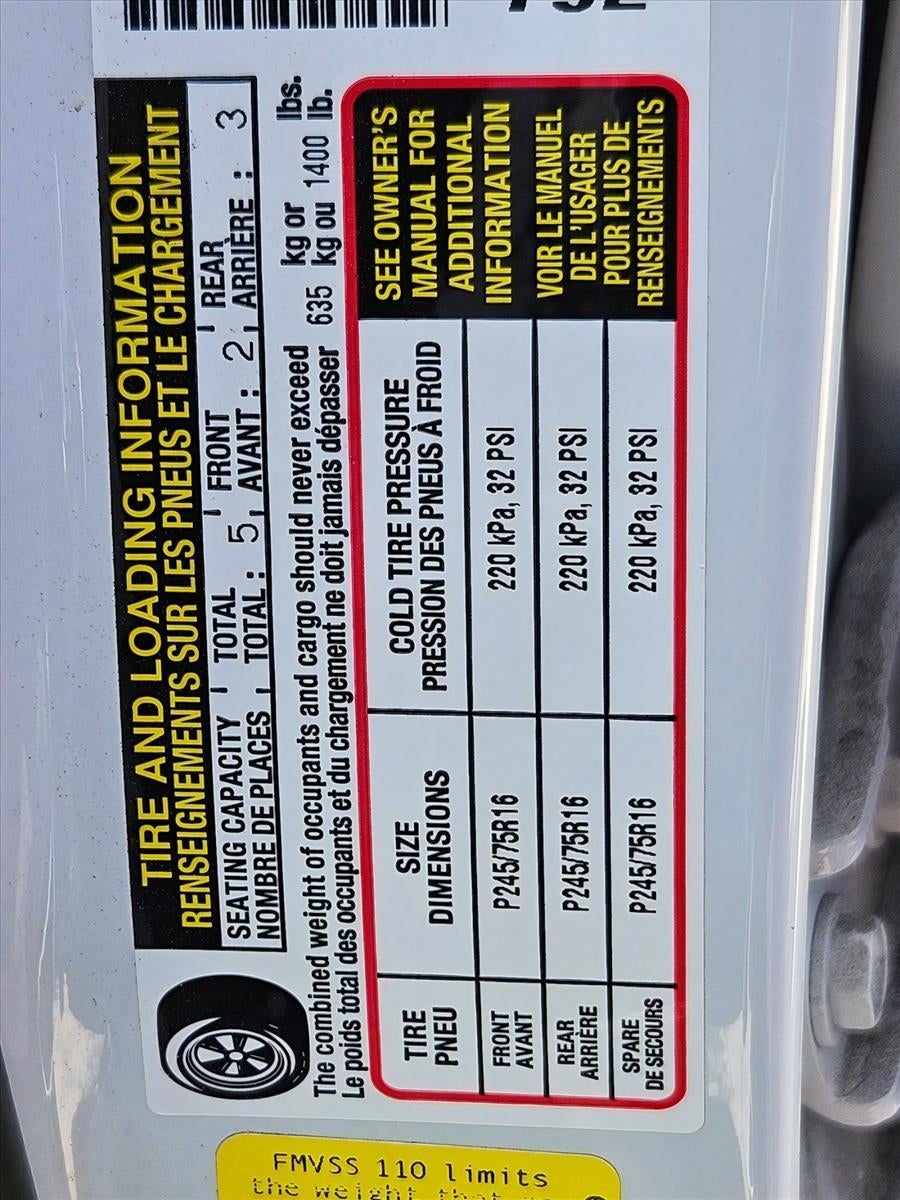 TIRE AND LOADING INFORMATION
RENSEIGNEMENTS SUR LES PNEUS ET LE CHARGEMENT
SEATING CAPACITY TOTAL FRONT REAR
NOMBRE DE PLACES TOTAL : 5 AVANT : 2 ARRIÈRE : 3
The combined weight of occupants and cargo should never exceed 635 kg or 1400 lbs.
Le poids total des occupants et du chargement ne doit jamais dépasser kg ou lb.
TIRE
PNEU
SIZE
DIMENSIONS
COLD TIRE PRESSURE
PRESSION DES PNEUS À FROID
SEE OWNER'S
MANUAL FOR
ADDITIONAL
INFORMATION
VOIR LE MANUEL
DE L'USAGER
POUR PLUS DE
RENSEIGNEMENTS
FRONT
AVANT
P245/75R16
220 kPa, 32 PSI
REAR
ARRIÈRE
P245/75R16
220 kPa, 32 PSI
SPARE
DE SECOURS
P245/75R16
220 kPa, 32 PSI
FMVSS 110 limits
the weight that